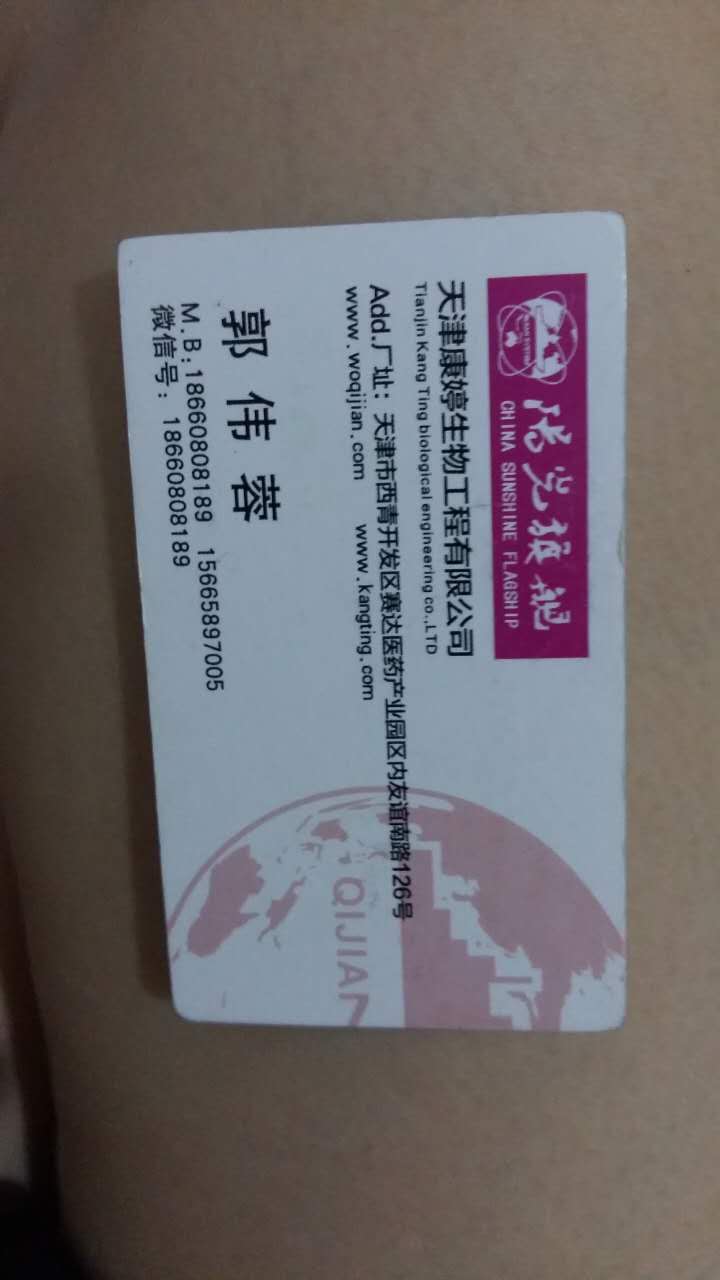 阳光旗舰
CHINA SUNSHINE FLAGSHIP
天津康婷生物工程有限公司
Tianjin Kang Ting biological engineering co.,LTD
Add.厂址：天津市西青开发区赛达医药产业园区内友谊南路126号
www.woqijian.com www.kangting.com
郭伟蓉
M.B:18660808189 15665897005
微信号：18660808189
QIJIAN